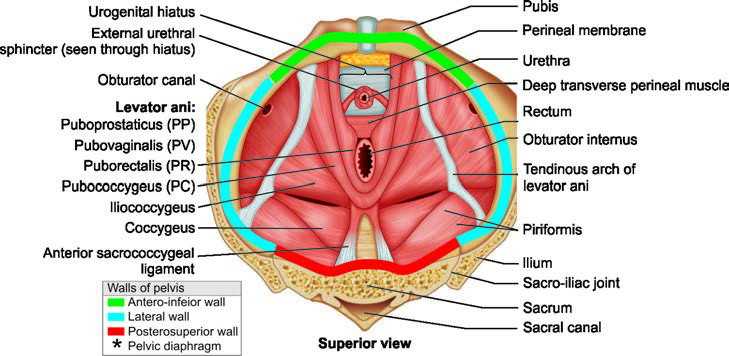 Urogenital hiatus
External urethral
sphincter (seen through hiatus)
Obturator canal
Levator ani:
Puboprostaticus (PP)
Pubovaginalis (PV)
Puborectalis (PR)
Pubococcygeus (PC)
Iliococcygeus
Coccygeus
Anterior sacrococcygeal
ligament
Pubis
Perineal membrane
Urethra
Deep transverse perineal muscle
Rectum
Obturator internus
Tendinous arch of
levator ani
Piriformis
Ilium
Sacro-iliac joint
Sacrum
Sacral canal
Walls of pelvis
Antero-infeior wall
Lateral wall
Posterosuperior wall
* Pelvic diaphragm
Superior view